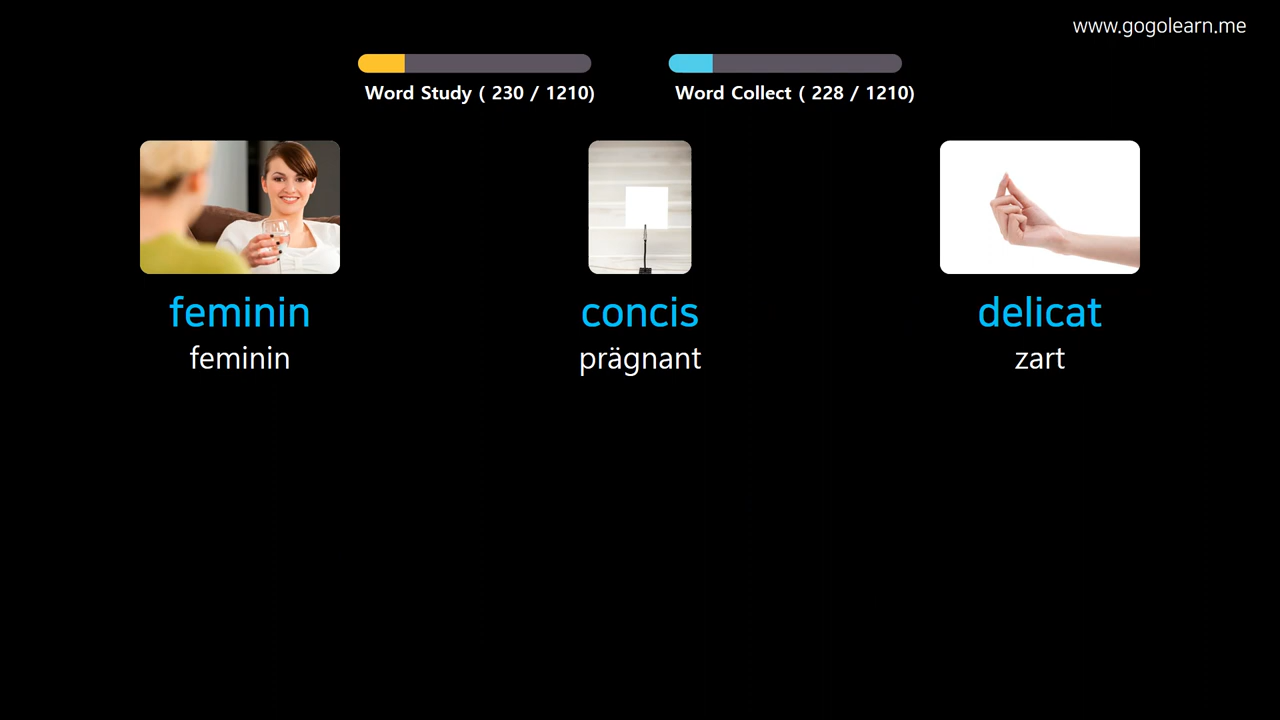 www.gogolearn.me
Word Study ( 230 / 1210)
Word Collect ( 228 / 1210)
feminin
feminin
concis
prägnant
delicat
zart